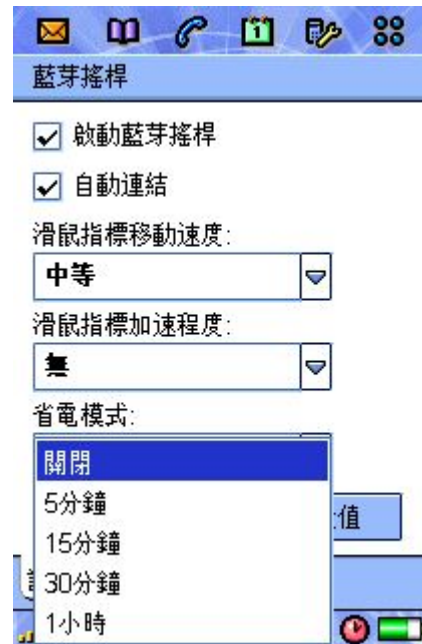 藍芽搖桿
啟動藍芽搖桿
自動連結
滑鼠指標移動速度:
中等
滑鼠指標加速程度:
無
省電模式:
關閉
5分鐘
15分鐘
值
30分鐘
1小時